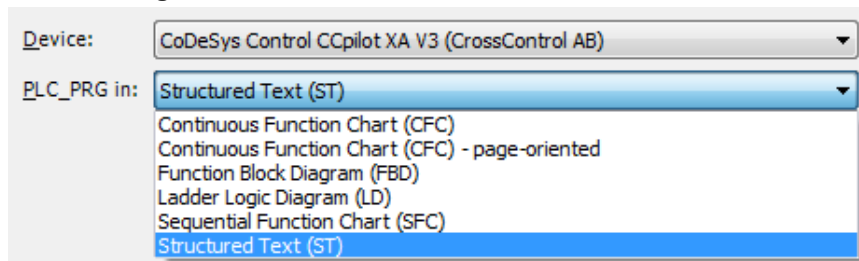 Device: CoDeSys Control CCpilot XA V3 (CrossControl AB)
PLC_PRG in: Structured Text (ST)
Continuous Function Chart (CFC)
Continuous Function Chart (CFC) - page-oriented
Function Block Diagram (FBD)
Ladder Logic Diagram (LD)
Sequential Function Chart (SFC)
Structured Text (ST)